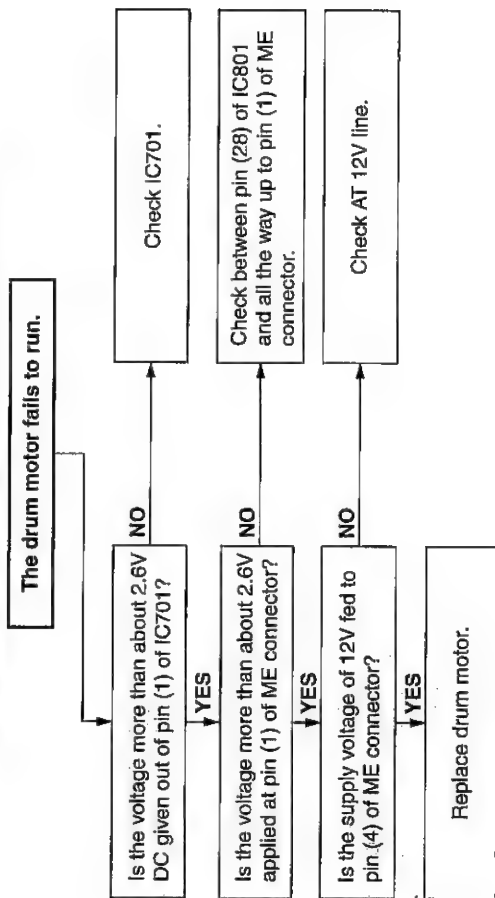 The drum motor fails to run.
Is the voltage more than about 2.6V
DC given out of pin (1) of IC701?
NO
Check IC701.
YES
Is the voltage more than about 2.6V
applied at pin (1) of ME connector?
NO
Check between pin (28) of IC801
and all the way up to pin (1) of ME
connector.
YES
Is the supply voltage of 12V fed to
pin.(4) of ME connector?
NO
Check AT 12V line.
YES
Replace drum motor.